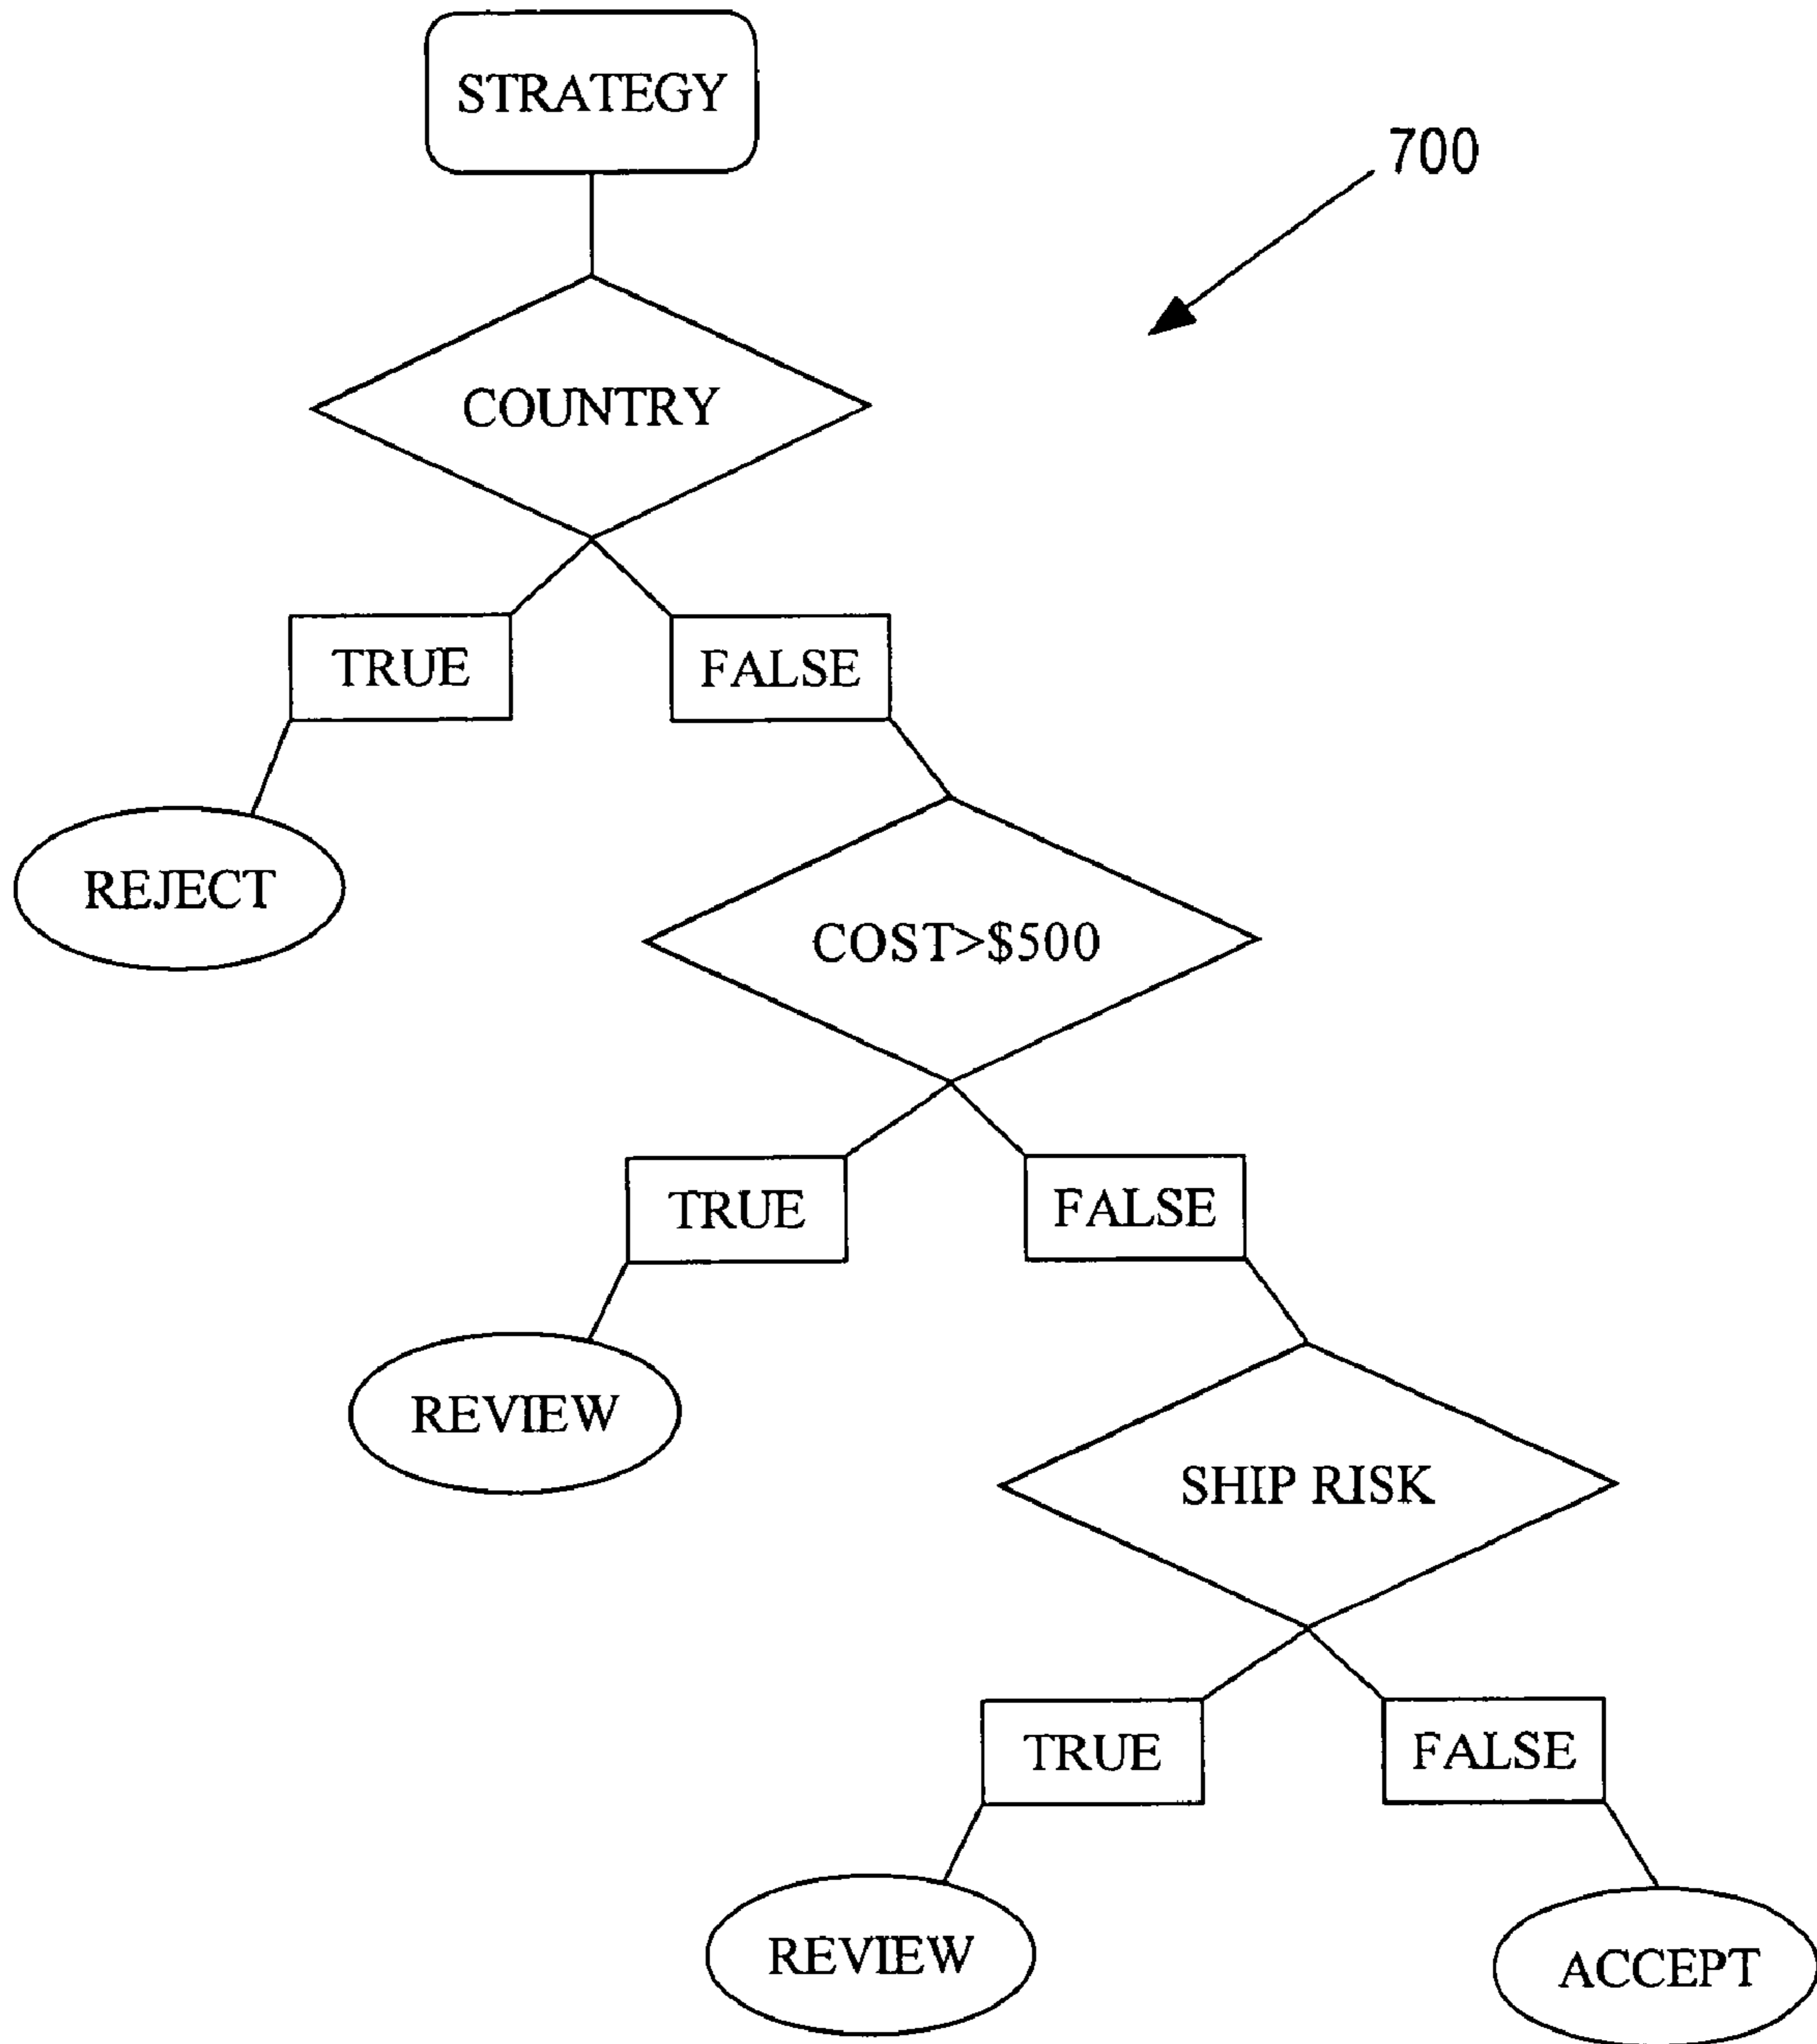 STRATEGY
700
COUNTRY
TRUE
FALSE
REJECT
COST>$500
TRUE
FALSE
REVIEW
SHIP RISK
TRUE
FALSE
REVIEW
ACCEPT